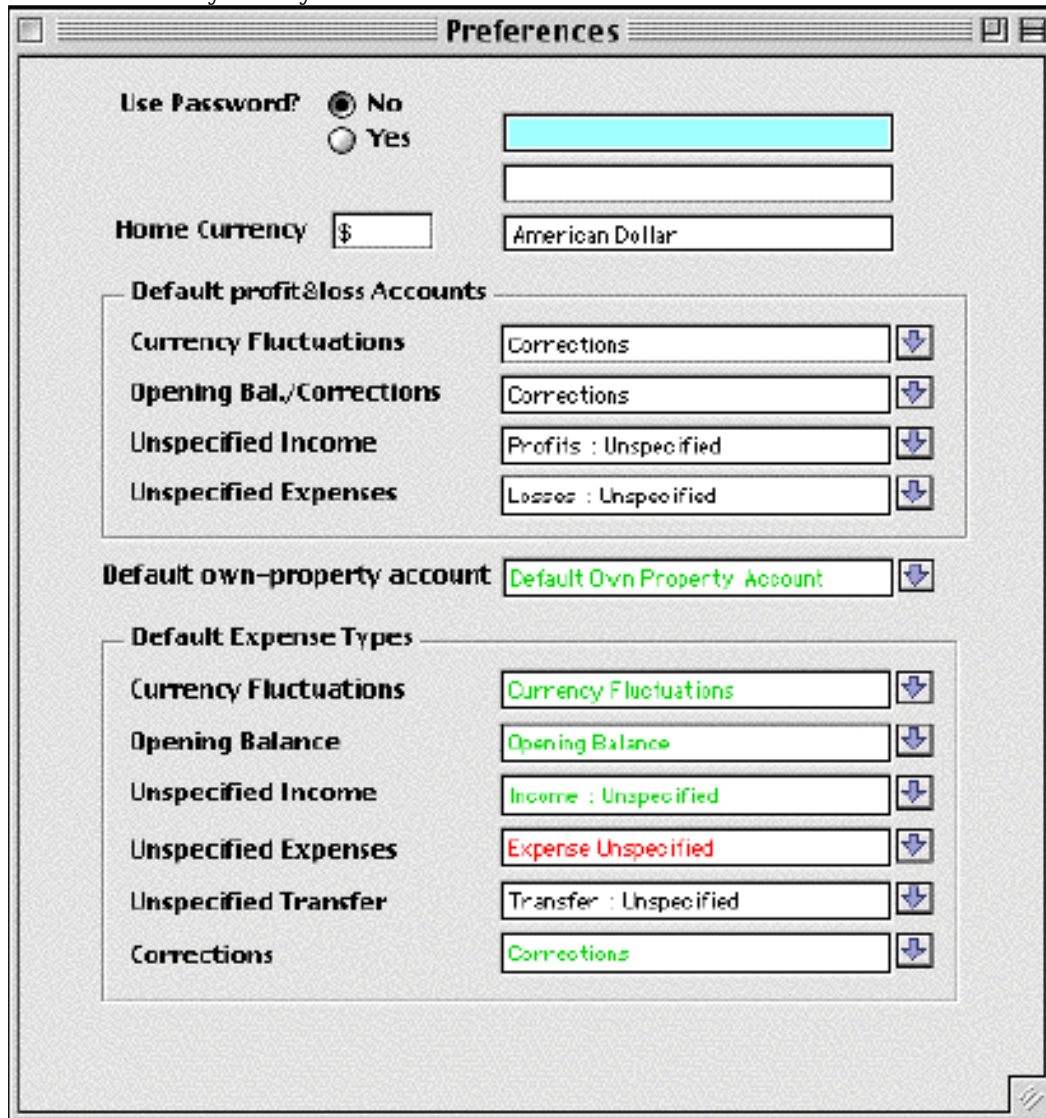 Preferences
Use Password? No
Yes
Home Currency $ American Dollar
Default profit&loss Accounts
Currency Fluctuations Corrections
Opening Bal./Corrections Corrections
Unspecified Income Profits : Unspecified
Unspecified Expenses Losses : Unspecified
Default own-property account Default Own Property Account
Default Expense Types
Currency Fluctuations Currency Fluctuations
Opening Balance Opening Balance
Unspecified Income Income : Unspecified
Unspecified Expenses Expense Unspecified
Unspecified Transfer Transfer : Unspecified
Corrections Corrections